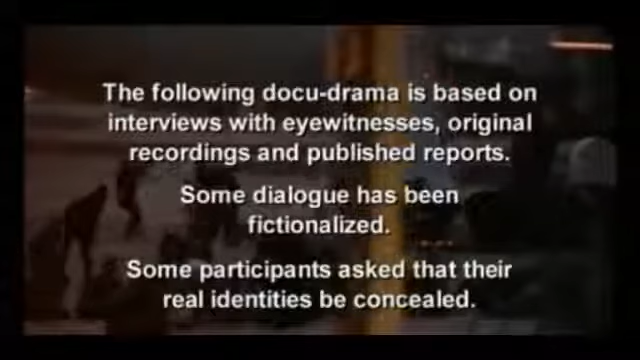 The following docu-drama is based on
interviews with eyewitnesses, original
recordings and published reports.
Some dialogue has been
fictionalized.
Some participants asked that their
real identities be concealed.